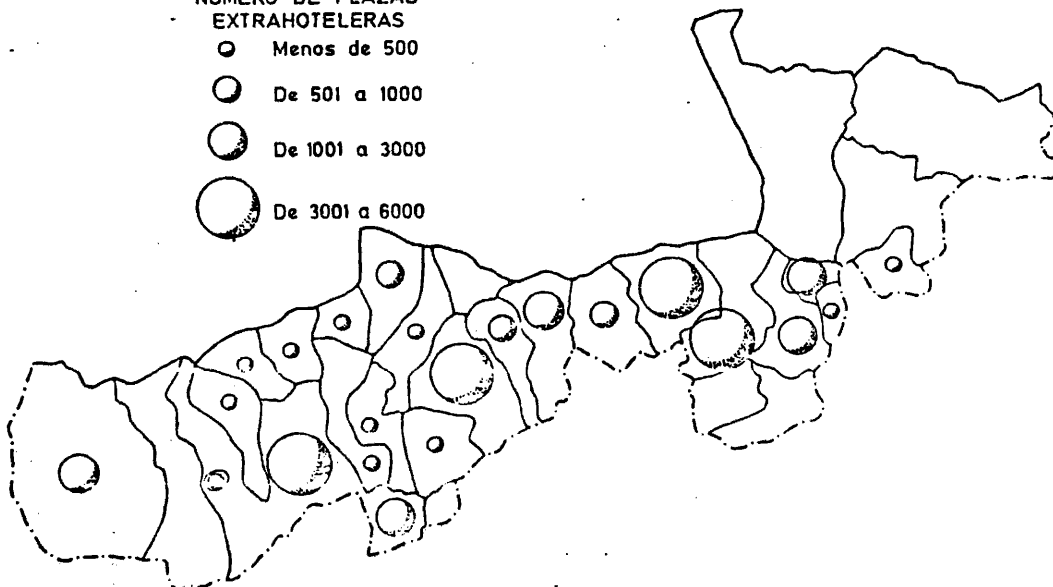 NUMERO DE PLAZAS
EXTRAHOTELERAS
Menos de 500
De 501 a 1000
De 1001 a 3000
De 3001 a 6000